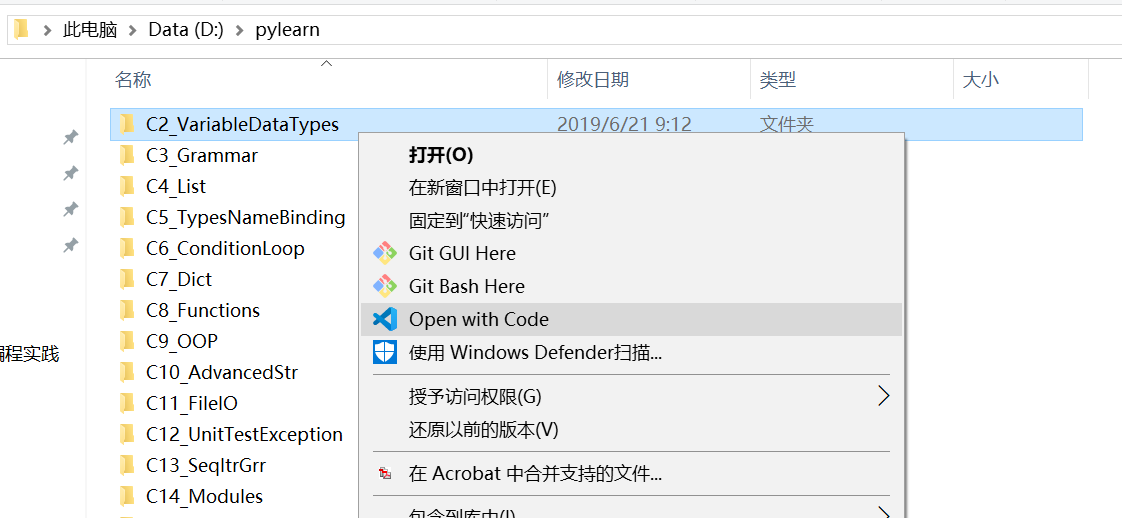 此电脑 > Data (D:) > pylearn
名称 修改日期 类型 大小
C2_VariableDataTypes 2019/6/21 9:12 文件夹
C3_Grammar
C4_List
C5_TypesNameBinding
C6_ConditionLoop
C7_Dict
C8_Functions
C9_OOP
C10_AdvancedStr
C11_FileIO
C12_UnitTestException
C13_SeqItrGrr
C14_Modules
编程实践
打开(O)
在新窗口中打开(E)
固定到“快速访问”
Git GUI Here
Git Bash Here
Open with Code
使用 Windows Defender扫描...
授予访问权限(G)
还原以前的版本(V)
在 Acrobat 中合并支持的文件...
包含到库中(I)